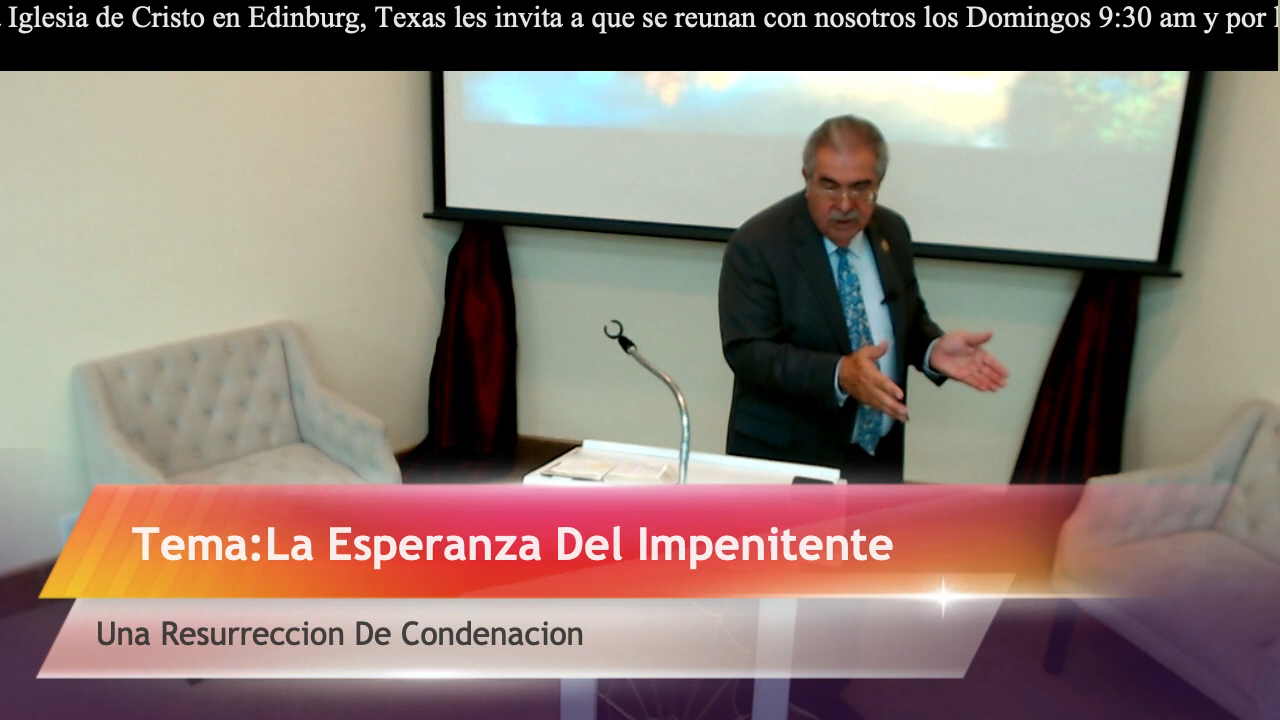 Iglesia de Cristo en Edinburg, Texas les invita a que se reunan con nosotros los Domingos 9:30 am y por
Tema:La Esperanza Del Impenitente
Una Resurreccion De Condenacion